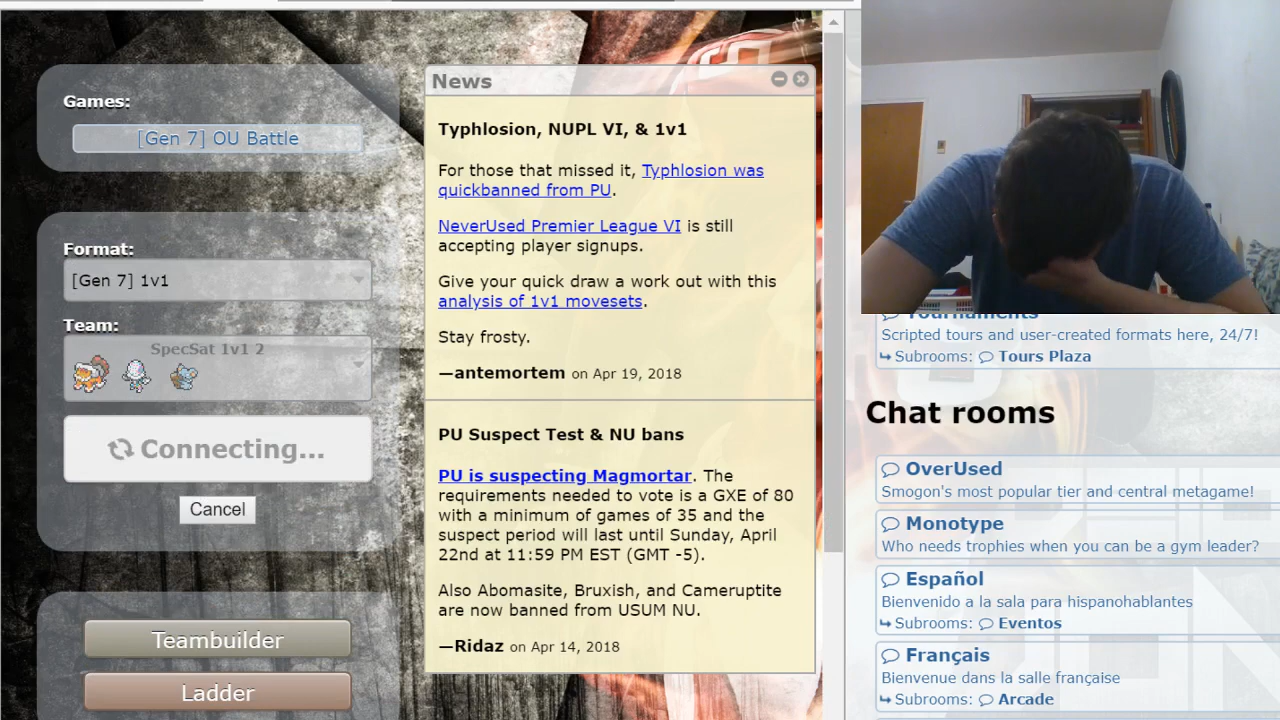 Games:
[Gen 7] OU Battle
Format:
[Gen 7] 1v1
Team:
SpecSat 1v1 2
Connecting...
Cancel
Teambuilder
Ladder
News
Typhlosion, NUPL VI, & 1v1
For those that missed it, Typhlosion was
quickbanned from PU.
NeverUsed Premier League VI is still
accepting player signups.
Give your quick draw a work out with this
analysis of 1v1 movesets.
Stay frosty.
—antemortem on Apr 19, 2018
PU Suspect Test & NU bans
PU is suspecting Magmortar. The
requirements needed to vote is a GXE of 80
with a minimum of games of 35 and the
suspect period will last until Sunday, April
22nd at 11:59 PM EST (GMT -5).
Also Abomasite, Bruxish, and Cameruptite
are now banned from USUM NU.
—Ridaz on Apr 14, 2018
Tournaments
Scripted tours and user-created formats here, 24/7!
↳ Subrooms: Tours Plaza
Chat rooms
OverUsed
Smogon's most popular tier and central metagame!
Monotype
Who needs trophies when you can be a gym leader?
Español
Bienvenido a la sala para hispanohablantes
↳ Subrooms: Eventos
Français
Bienvenue dans la salle française
↳ Subrooms: Arcade